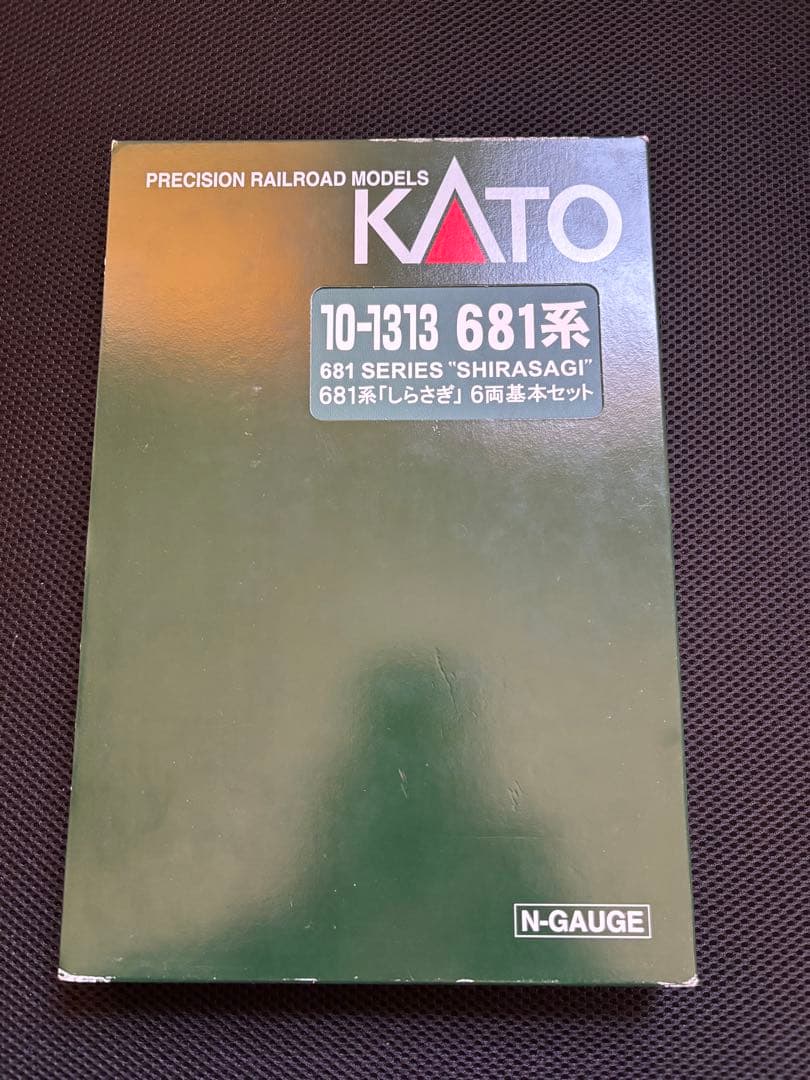 PRECISION RAILROAD MODELS
KATO
10-1313 681系
681 SERIES "SHIRASAGI"
681系「しらさぎ」 6両基本セット
N-GAUGE